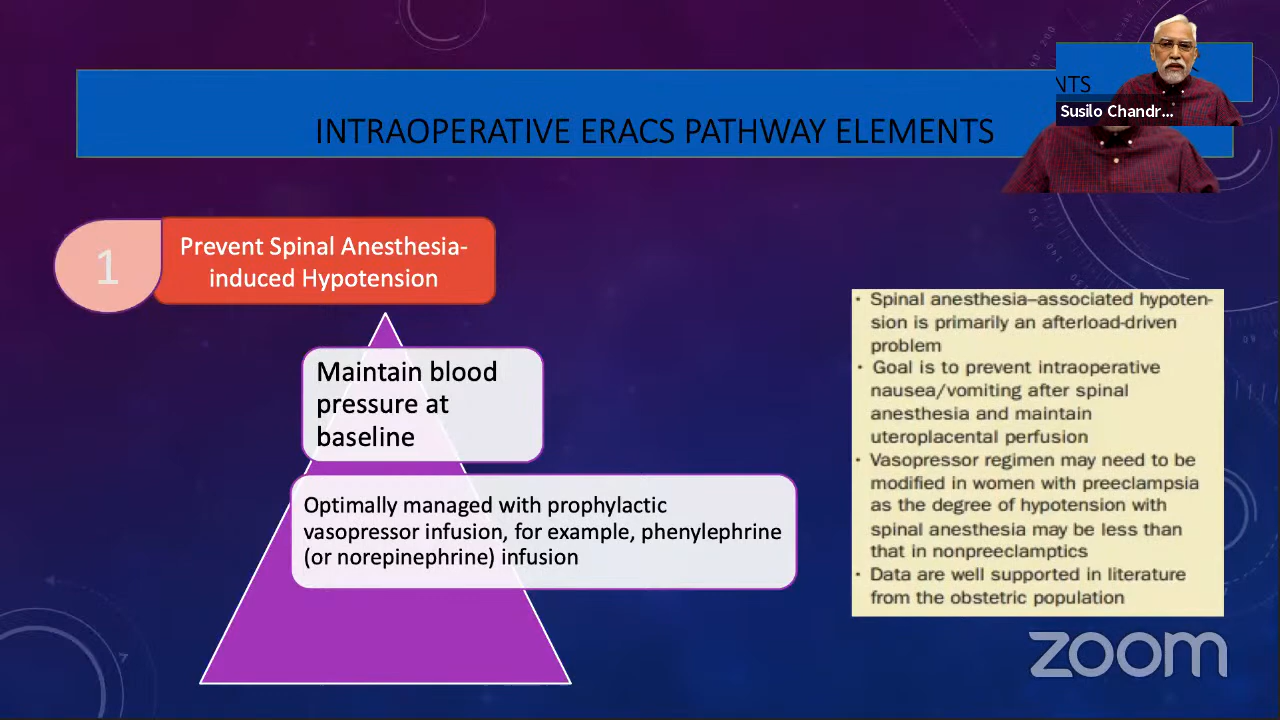 NTS
Susilo Chandr...
INTRAOPERATIVE ERACS PATHWAY ELEMENTS
1
Prevent Spinal Anesthesia-
induced Hypotension
Maintain blood
pressure at
baseline
Optimally managed with prophylactic
vasopressor infusion, for example, phenylephrine
(or norepinephrine) infusion
• Spinal anesthesia–associated hypoten-
sion is primarily an afterload-driven
problem
• Goal is to prevent intraoperative
nausea/vomiting after spinal
anesthesia and maintain
uteroplacental perfusion
• Vasopressor regimen may need to be
modified in women with preeclampsia
as the degree of hypotension with
spinal anesthesia may be less than
that in nonpreeclamptics
• Data are well supported in literature
from the obstetric population
zoom